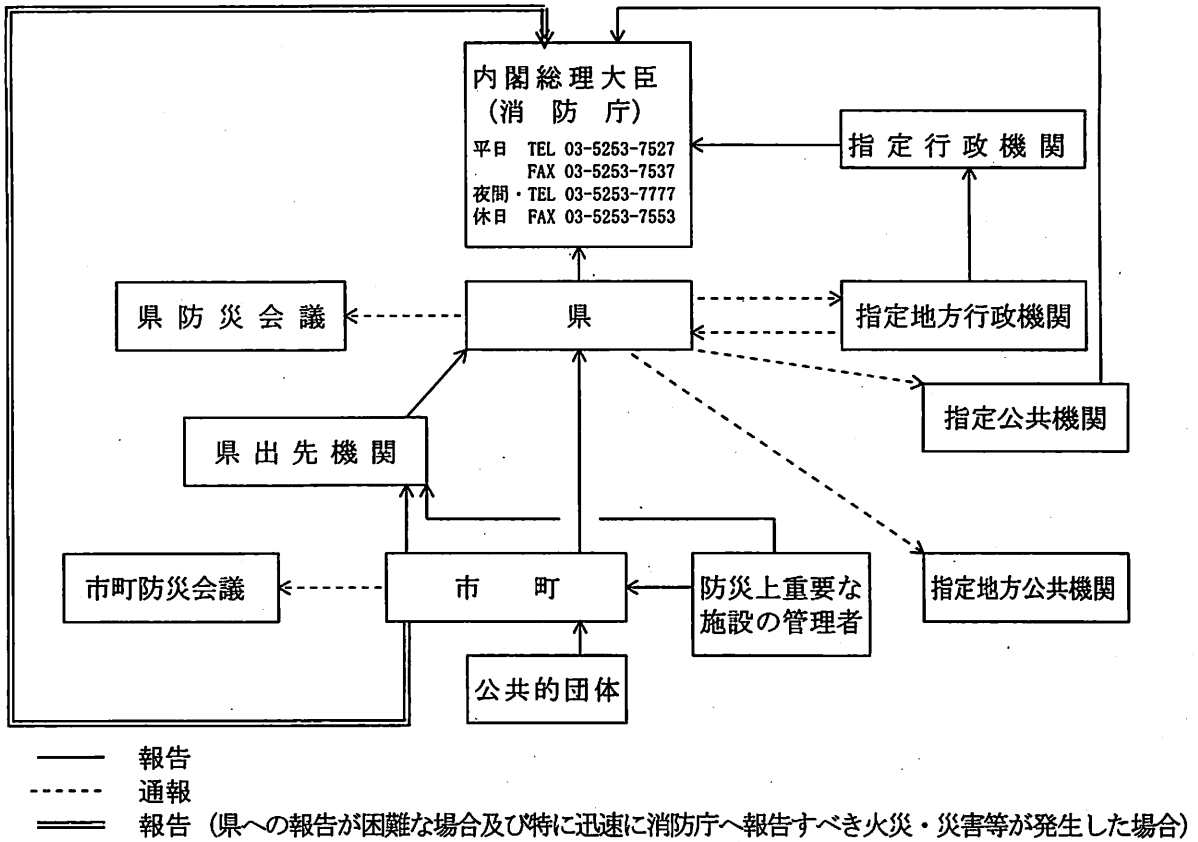 内閣総理大臣
(消防庁)
平日 TEL 03-5253-7527
FAX 03-5253-7537
夜間・TEL 03-5253-7777
休日 FAX 03-5253-7553
指定行政機関
県防災会議
県
指定地方行政機関
指定公共機関
県出先機関
市町防災会議
市町
防災上重要な
施設の管理者
指定地方公共機関
公共的団体
報告
通報
報告 (県への報告が困難な場合及び特に迅速に消防庁へ報告すべき火災・災害等が発生した場合)